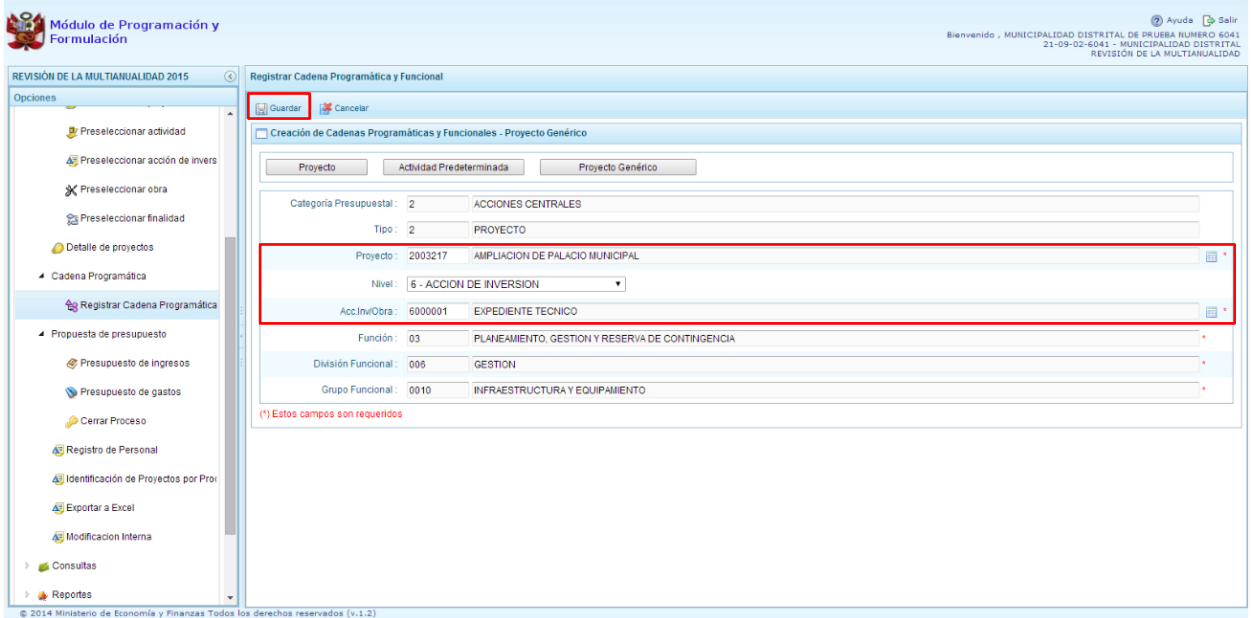 Módulo de Programación y
Formulación
Ayuda Salir
Bienvenido , MUNICIPALIDAD DISTRITAL DE PRUEBA NUMERO 6041
21-09-02-6041 - MUNICIPALIDAD DISTRITAL
REVISIÓN DE LA MULTIANUALIDAD
REVISIÓN DE LA MULTIANUALIDAD 2015
Opciones
Preseleccionar actividad
Preseleccionar acción de invers
Preseleccionar obra
Preseleccionar finalidad
Detalle de proyectos
Cadena Programática
Registrar Cadena Programática
Propuesta de presupuesto
Presupuesto de ingresos
Presupuesto de gastos
Cerrar Proceso
Registro de Personal
Identificación de Proyectos por Pro
Exportar a Excel
Modificacion Interna
Consultas
Reportes
Registrar Cadena Programática y Funcional
Guardar Cancelar
Creación de Cadenas Programáticas y Funcionales - Proyecto Genérico
Proyecto Actividad Predeterminada Proyecto Genérico
Categoría Presupuestal : 2 ACCIONES CENTRALES
Tipo : 2 PROYECTO
Proyecto : 2003217 AMPLIACION DE PALACIO MUNICIPAL *
Nivel : 6 - ACCION DE INVERSION
Acc.Inv/Obra : 6000001 EXPEDIENTE TECNICO *
Función : 03 PLANEAMIENTO, GESTION Y RESERVA DE CONTINGENCIA *
División Funcional : 006 GESTION *
Grupo Funcional : 0010 INFRAESTRUCTURA Y EQUIPAMIENTO *
(*) Estos campos son requeridos
© 2014 Ministerio de Economía y Finanzas Todos los derechos reservados (v.1.2)